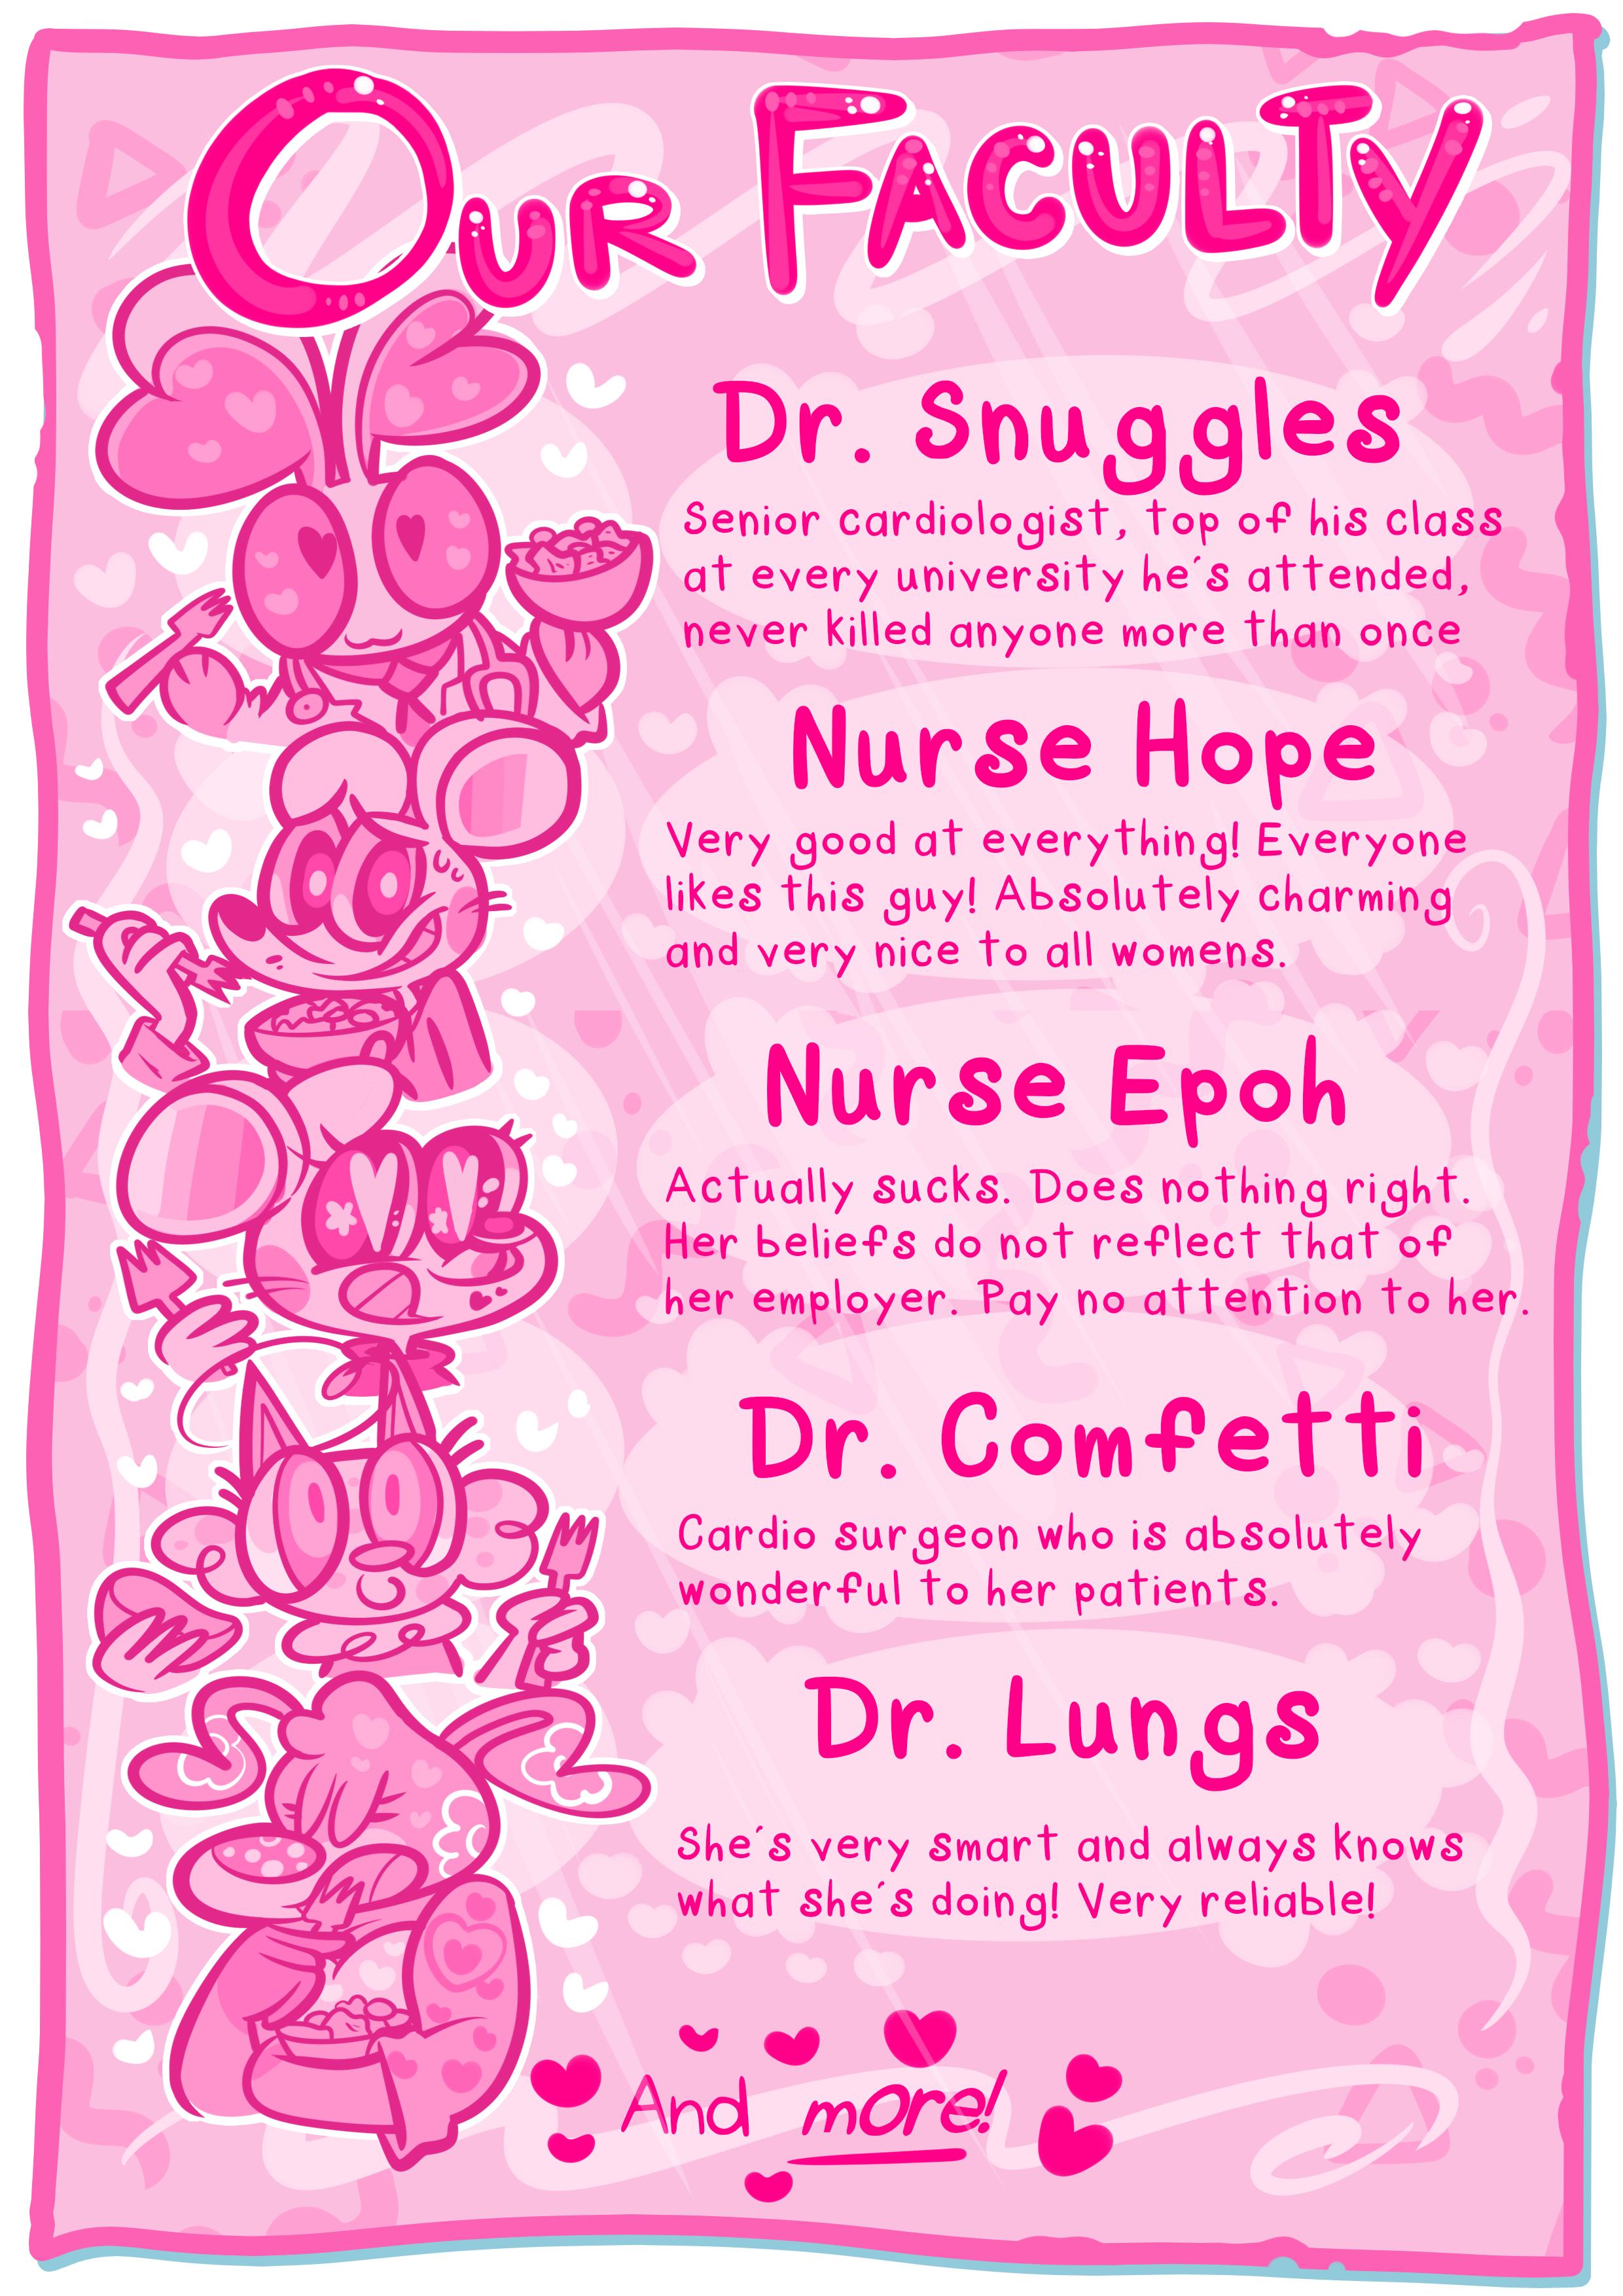 Our Faculty
Dr. Snuggles
Senior cardiologist, top of his class
at every university he's attended,
never killed anyone more than once
Nurse Hope
Very good at everything! Everyone
likes this guy! Absolutely charming
and very nice to all womens.
Nurse Epoh
Actually sucks. Does nothing right.
Her beliefs do not reflect that of
her employer. Pay no attention to her.
Dr. Comfetti
Cardio surgeon who is absolutely
wonderful to her patients.
Dr. Lungs
She's very smart and always knows
what she's doing! Very reliable!
And more!